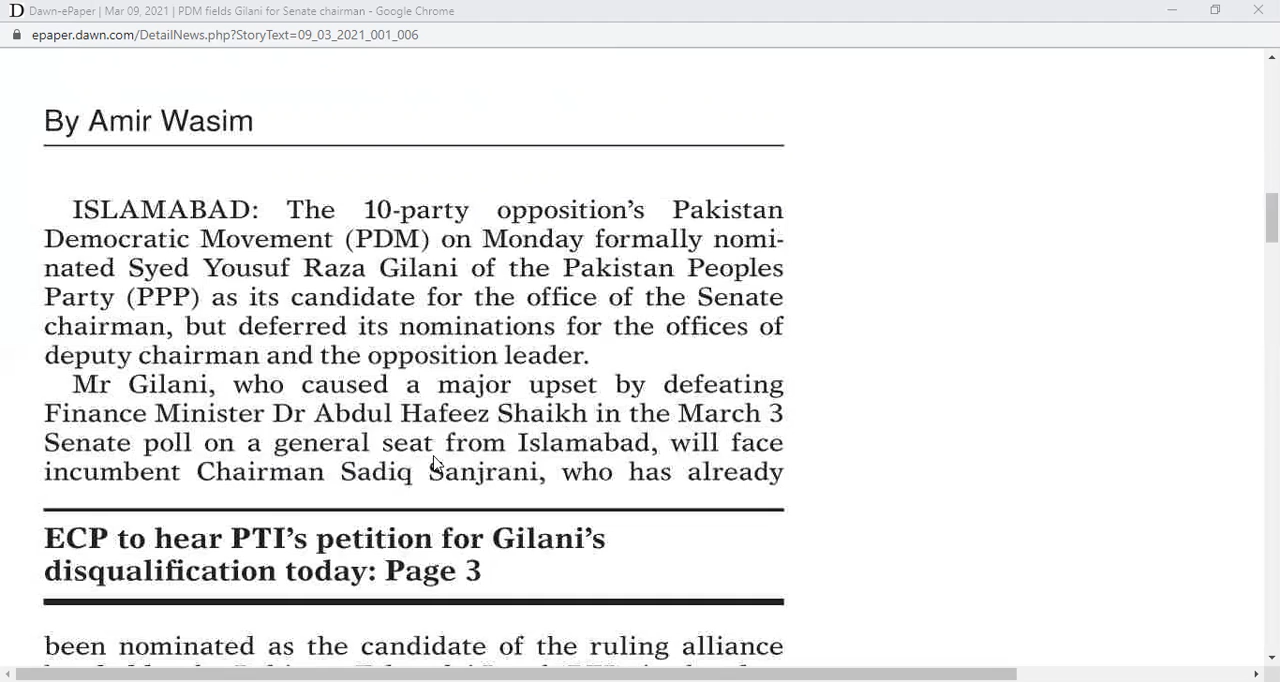 D Dawn-ePaper | Mar 09, 2021 | PDM fields Gilani for Senate chairman - Google Chrome
epaper.dawn.com/DetailNews.php?StoryText=09_03_2021_001_006
By Amir Wasim
ISLAMABAD: The 10-party opposition's Pakistan
Democratic Movement (PDM) on Monday formally nomi-
nated Syed Yousuf Raza Gilani of the Pakistan Peoples
Party (PPP) as its candidate for the office of the Senate
chairman, but deferred its nominations for the offices of
deputy chairman and the opposition leader.
Mr Gilani, who caused a major upset by defeating
Finance Minister Dr Abdul Hafeez Shaikh in the March 3
Senate poll on a general seat from Islamabad, will face
incumbent Chairman Sadiq Sanjrani, who has already
ECP to hear PTI's petition for Gilani's
disqualification today: Page 3
been nominated as the candidate of the ruling alliance